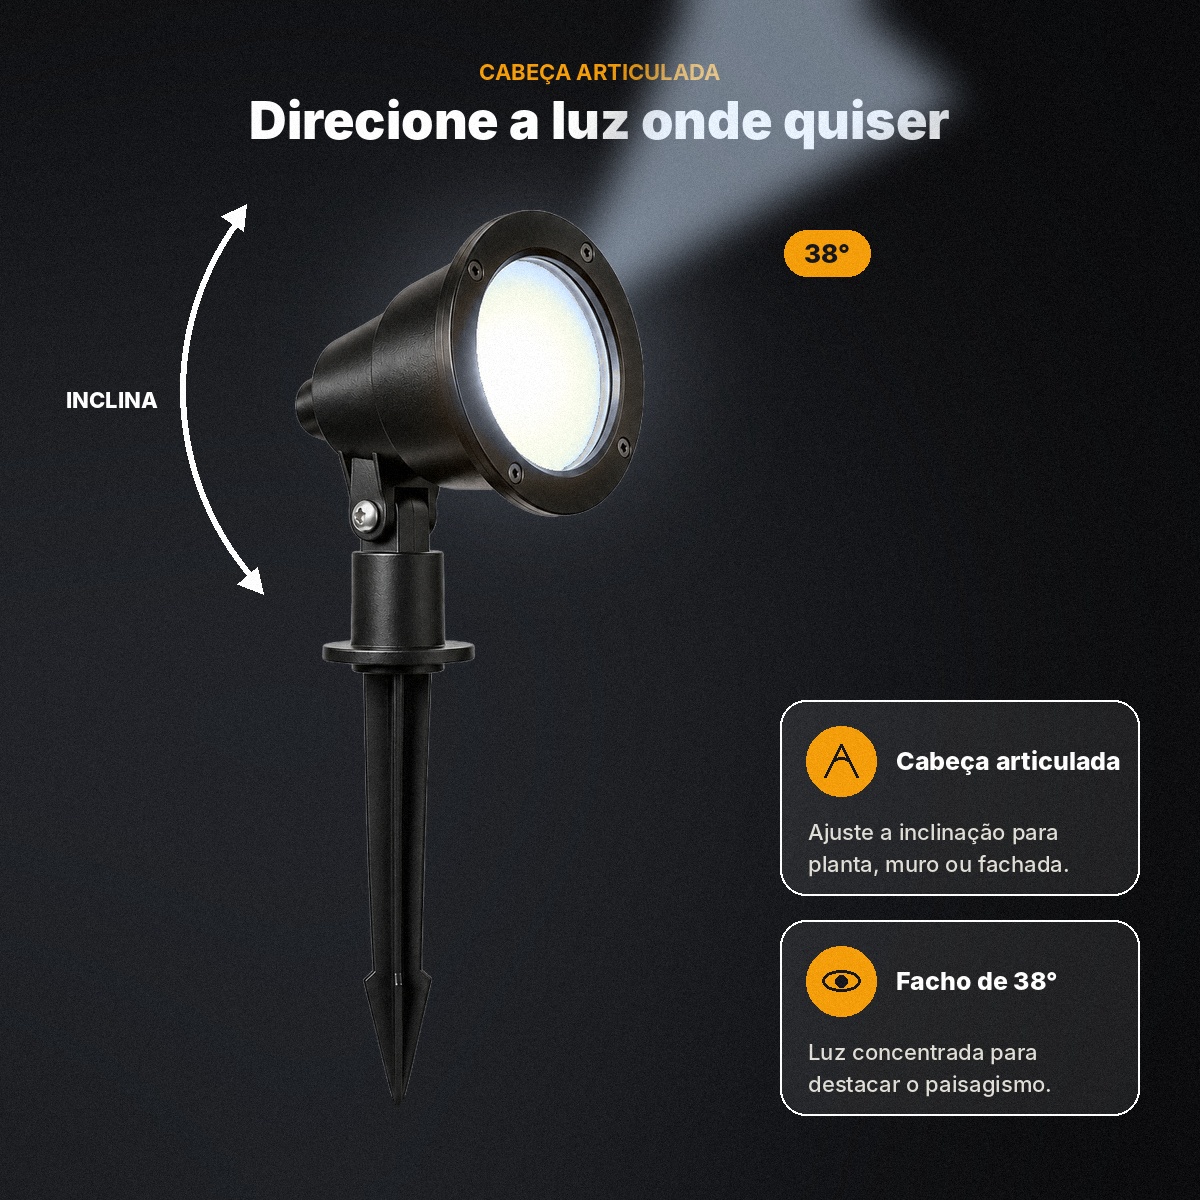 CABEÇA ARTICULADA
Direcione a luz onde quiser
38°
INCLINA
Cabeça articulada
Ajuste a inclinação para
planta, muro ou fachada.
Facho de 38°
Luz concentrada para
destacar o paisagismo.